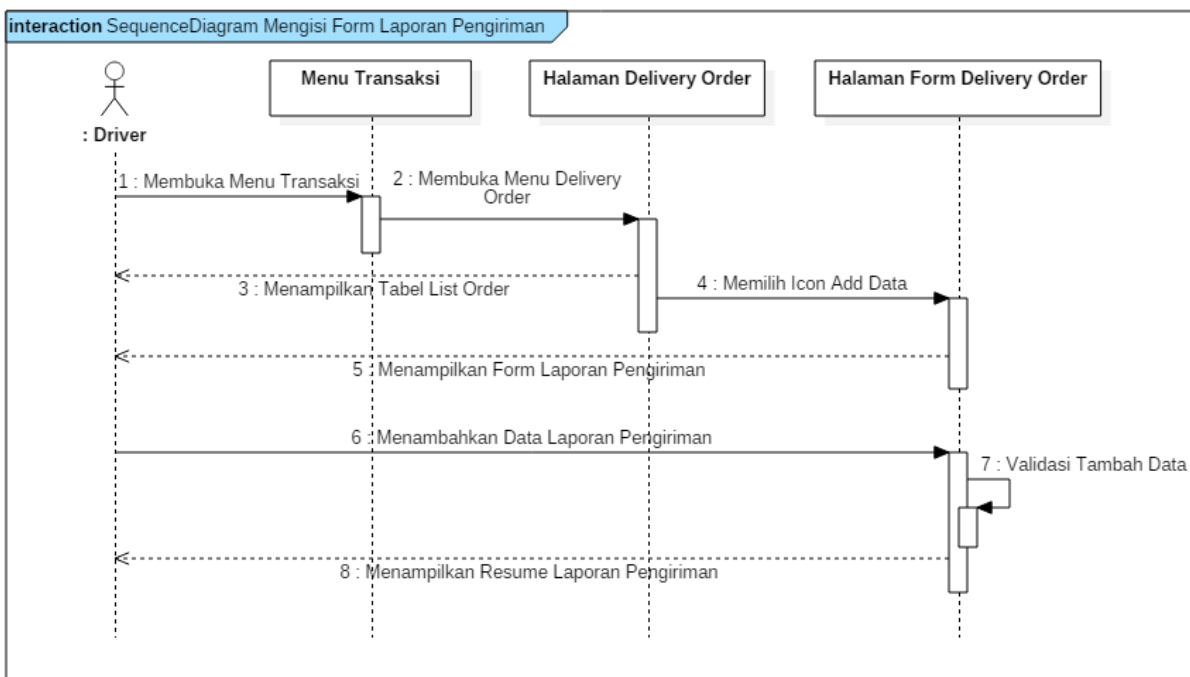 interaction SequenceDiagram Mengisi Form Laporan Pengiriman
Menu Transaksi
Halaman Delivery Order
Halaman Form Delivery Order
: Driver
1 : Membuka Menu Transaksi
2 : Membuka Menu Delivery
Order
3 : Menampilkan Tabel List Order
4 : Memilih Icon Add Data
5 : Menampilkan Form Laporan Pengiriman
6 : Menambahkan Data Laporan Pengiriman
7 : Validasi Tambah Data
8 : Menampilkan Resume Laporan Pengiriman